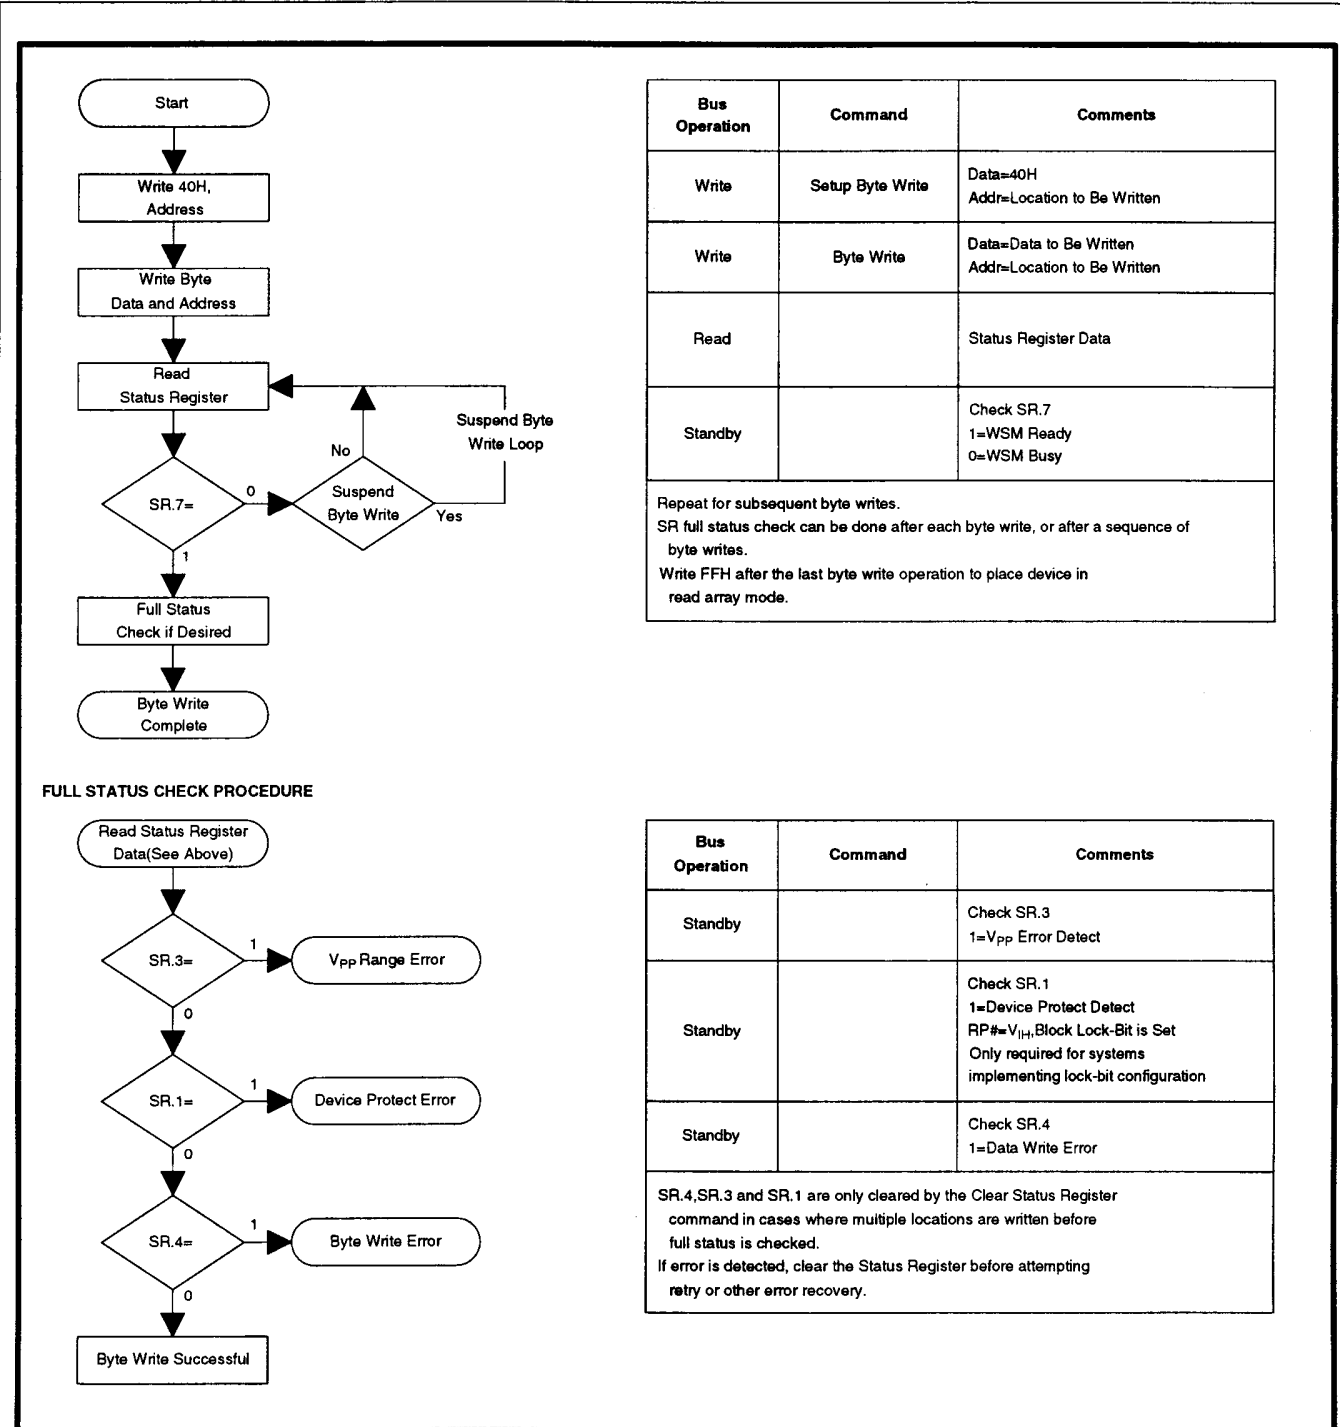 Start
Write 40H,
Address
Write Byte
Data and Address
Read
Status Register
Suspend Byte
Write Loop
No
SR.7=
0
Suspend
Byte Write
Yes
1
Full Status
Check if Desired
Byte Write
Complete
Bus
Operation
Command
Comments
Write
Setup Byte Write
Data=40H
Addr=Location to Be Written
Write
Byte Write
Data=Data to Be Written
Addr=Location to Be Written
Read
Status Register Data
Standby
Check SR.7
1=WSM Ready
0=WSM Busy
Repeat for subsequent byte writes.
SR full status check can be done after each byte write, or after a sequence of
byte writes.
Write FFH after the last byte write operation to place device in
read array mode.
FULL STATUS CHECK PROCEDURE
Read Status Register
Data(See Above)
SR.3=
1
VPP Range Error
0
SR.1=
1
Device Protect Error
0
SR.4=
1
Byte Write Error
0
Byte Write Successful
Bus
Operation
Command
Comments
Standby
Check SR.3
1=VPP Error Detect
Standby
Check SR.1
1=Device Protect Detect
RP#=VIH,Block Lock-Bit is Set
Only required for systems
implementing lock-bit configuration
Standby
Check SR.4
1=Data Write Error
SR.4,SR.3 and SR.1 are only cleared by the Clear Status Register
command in cases where multiple locations are written before
full status is checked.
If error is detected, clear the Status Register before attempting
retry or other error recovery.